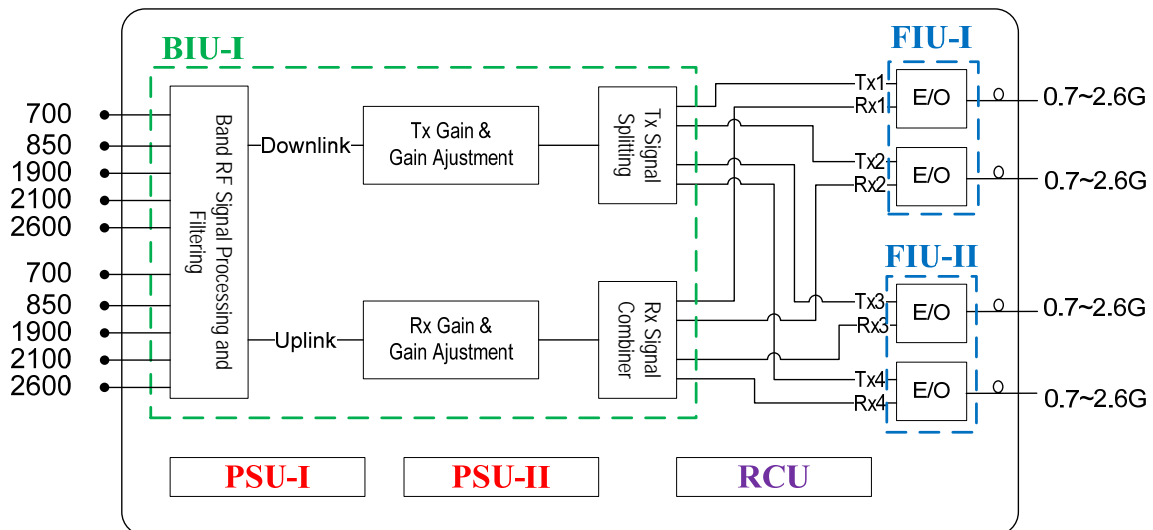 BIU-I
FIU-I
700
850
1900
2100
2600
700
850
1900
2100
2600
Band RF Signal Processing and
Filtering
Downlink
Uplink
Tx Gain &
Gain Ajustment
Rx Gain &
Gain Ajustment
Tx Signal
Splitting
Rx Signal
Combiner
Tx1
Rx1
E/O
0.7~2.6G
Tx2
Rx2
E/O
0.7~2.6G
FIU-II
Tx3
Rx3
E/O
0.7~2.6G
Tx4
Rx4
E/O
0.7~2.6G
PSU-I
PSU-II
RCU